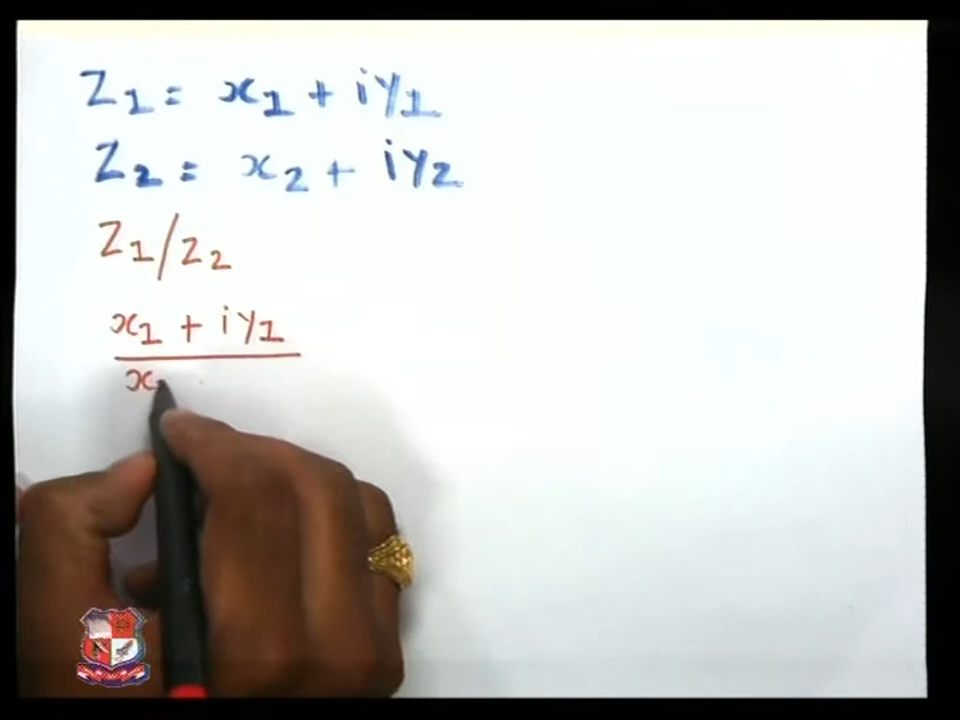 Z1 = x1 + iy1
Z2 = x2 + iy2
Z1/Z2
x1 + iy1
x